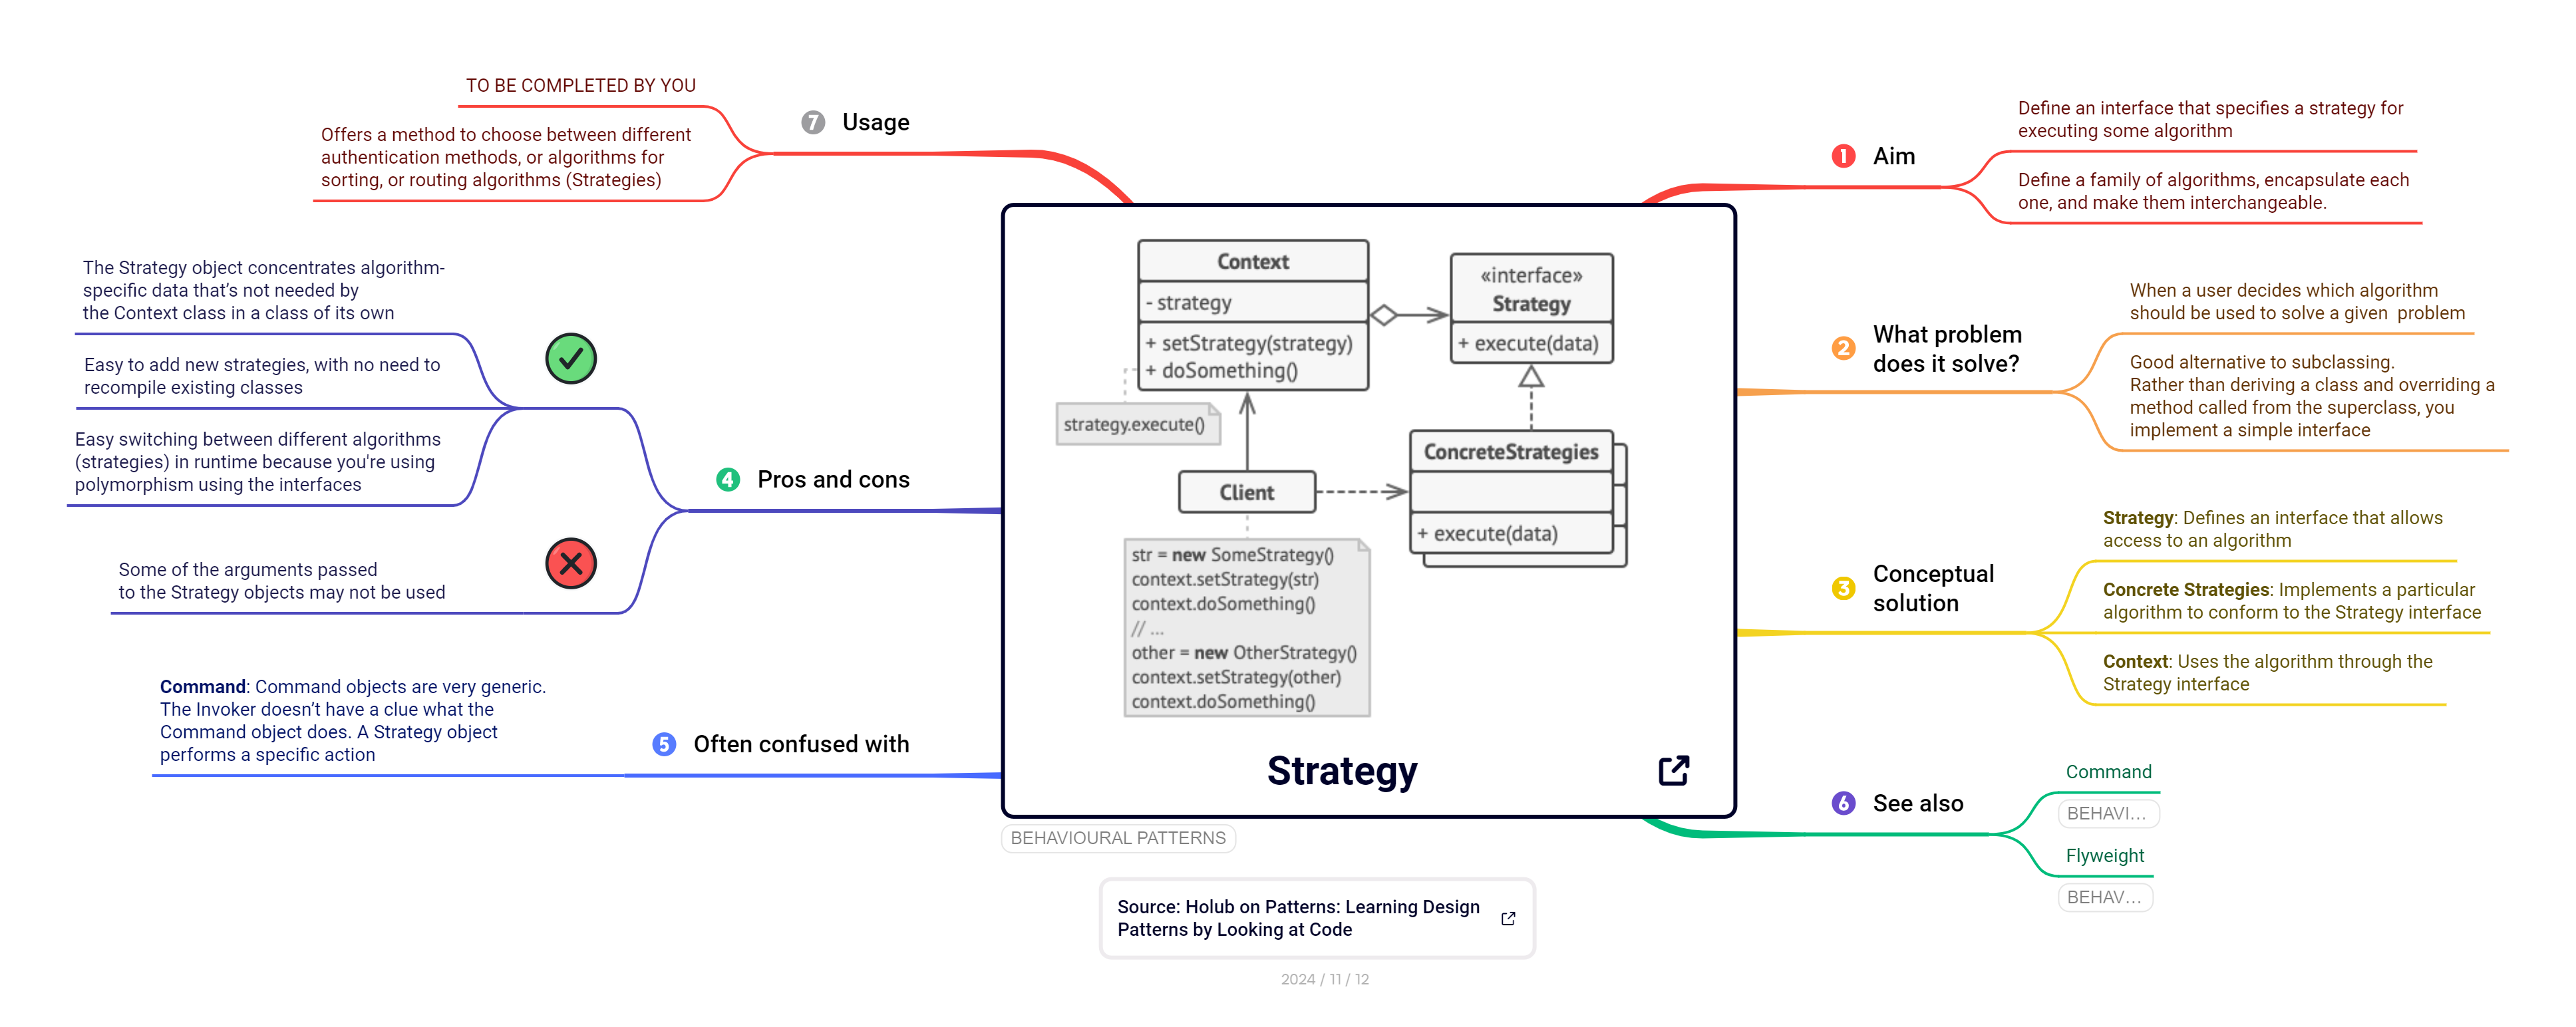 TO BE COMPLETED BY YOU
Offers a method to choose between different
authentication methods, or algorithms for
sorting, or routing algorithms (Strategies)
7 Usage
The Strategy object concentrates algorithm-
specific data that’s not needed by
the Context class in a class of its own
Easy to add new strategies, with no need to
recompile existing classes
Easy switching between different algorithms
(strategies) in runtime because you're using
polymorphism using the interfaces
Some of the arguments passed
to the Strategy objects may not be used
4 Pros and cons
Command: Command objects are very generic.
The Invoker doesn’t have a clue what the
Command object does. A Strategy object
performs a specific action
5 Often confused with
Context
- strategy
+ setStrategy(strategy)
+ doSomething()
«interface»
Strategy
+ execute(data)
strategy.execute()
Client
ConcreteStrategies
+ execute(data)
str = new SomeStrategy()
context.setStrategy(str)
context.doSomething()
// ...
other = new OtherStrategy()
context.setStrategy(other)
context.doSomething()
Strategy
BEHAVIOURAL PATTERNS
1 Aim
Define an interface that specifies a strategy for
executing some algorithm
Define a family of algorithms, encapsulate each
one, and make them interchangeable.
2 What problem
does it solve?
When a user decides which algorithm
should be used to solve a given  problem
Good alternative to subclassing.
Rather than deriving a class and overriding a
method called from the superclass, you
implement a simple interface
3 Conceptual
solution
Strategy: Defines an interface that allows
access to an algorithm
Concrete Strategies: Implements a particular
algorithm to conform to the Strategy interface
Context: Uses the algorithm through the
Strategy interface
6 See also
Command
BEHAVI...
Flyweight
BEHAV...
Source: Holub on Patterns: Learning Design
Patterns by Looking at Code
2024 / 11 / 12